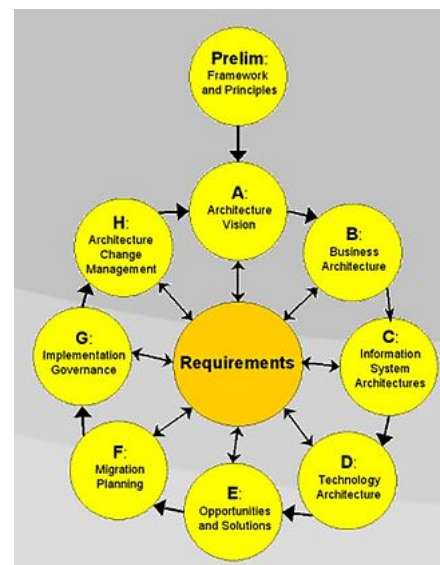 Prelim:
Framework
and Principles
A:
Architecture
Vision
H:
Architecture
Change
Management
B:
Business
Architecture
G:
Implementation
Governance
Requirements
C:
Information
System
Architectures
F:
Migration
Planning
D:
Technology
Architecture
E:
Opportunities
and Solutions